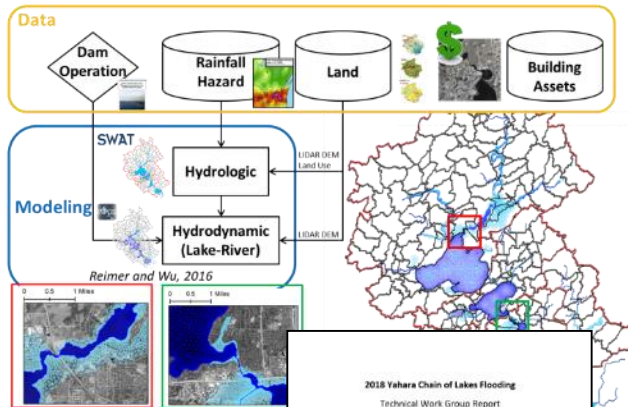 Data
Dam
Operation
Rainfall
Hazard
Land
$
Building
Assets
SWAT
LIDAR DEM
Land Use
Hydrologic
Modeling
Hydrodynamic
(Lake-River)
LIDAR DEM
Reimer and Wu, 2016
0 0.5 1 Miles
0 0.5 1 Miles
2018 Yahara Chain of Lakes Flooding
Technical Work Group Report